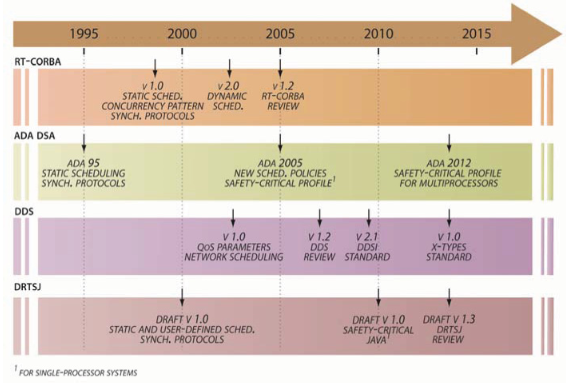 1995 2000 2005 2010 2015
RT-CORBA
V 1.0 V 2.0 V 1.2
STATIC SCHED. DYNAMIC RT-CORBA
CONCURRENCY PATTERN SCHED. REVIEW
SYNCH. PROTOCOLS
ADA DSA
ADA 95 ADA 2005 ADA 2012
STATIC SCHEDULING NEW SCHED. POLICIES SAFETY-CRITICAL PROFILE
SYNCH. PROTOCOLS SAFETY-CRITICAL PROFILE¹ FOR MULTIPROCESSORS
DDS
V 1.0 V 1.2 V 2.1 V 1.0
QOS PARAMETERS DDS DDSI X-TYPES
NETWORK SCHEDULING REVIEW STANDARD STANDARD
DRTSJ
DRAFT V 1.0 DRAFT V 1.0 DRAFT V 1.3
STATIC AND USER-DEFINED SCHED. SAFETY-CRITICAL DRTSJ
SYNCH. PROTOCOLS JAVA¹ REVIEW
¹ FOR SINGLE-PROCESSOR SYSTEMS